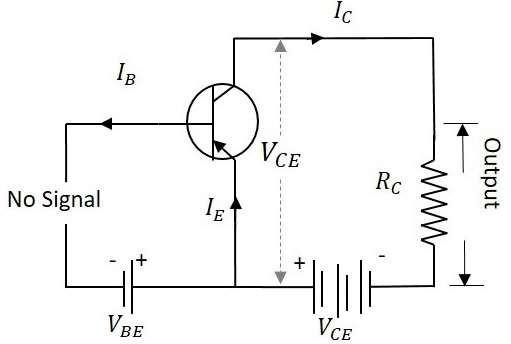 I_C
I_B
V_CE
Output
R_C
No Signal
I_E
- +
+ -
V_BE
V_CE